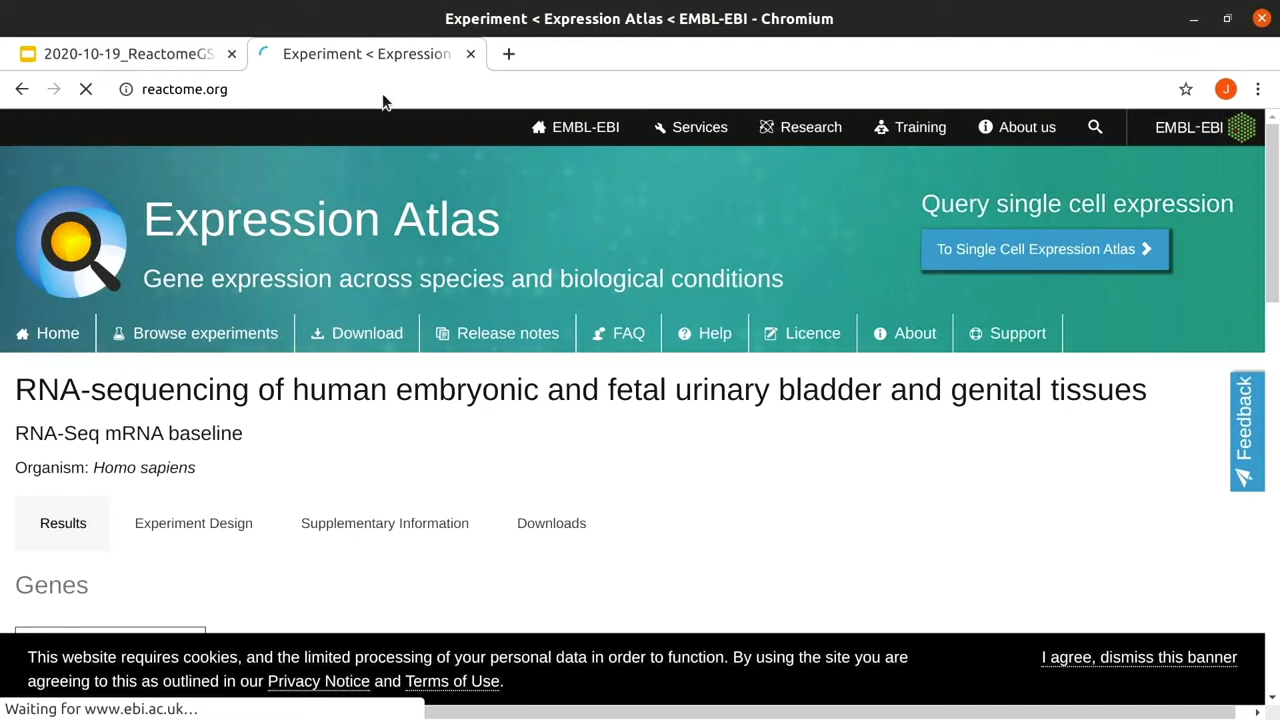 Experiment < Expression Atlas < EMBL-EBI - Chromium
2020-10-19_ReactomeGS
Experiment < Expression
reactome.org
J
EMBL-EBI Services Research Training About us EMBL-EBI
Expression Atlas
Gene expression across species and biological conditions
Query single cell expression
To Single Cell Expression Atlas
Home Browse experiments Download Release notes FAQ Help Licence About Support
RNA-sequencing of human embryonic and fetal urinary bladder and genital tissues
RNA-Seq mRNA baseline
Organism: Homo sapiens
Feedback
Results Experiment Design Supplementary Information Downloads
Genes
This website requires cookies, and the limited processing of your personal data in order to function. By using the site you are
agreeing to this as outlined in our Privacy Notice and Terms of Use.
I agree, dismiss this banner
Waiting for www.ebi.ac.uk...